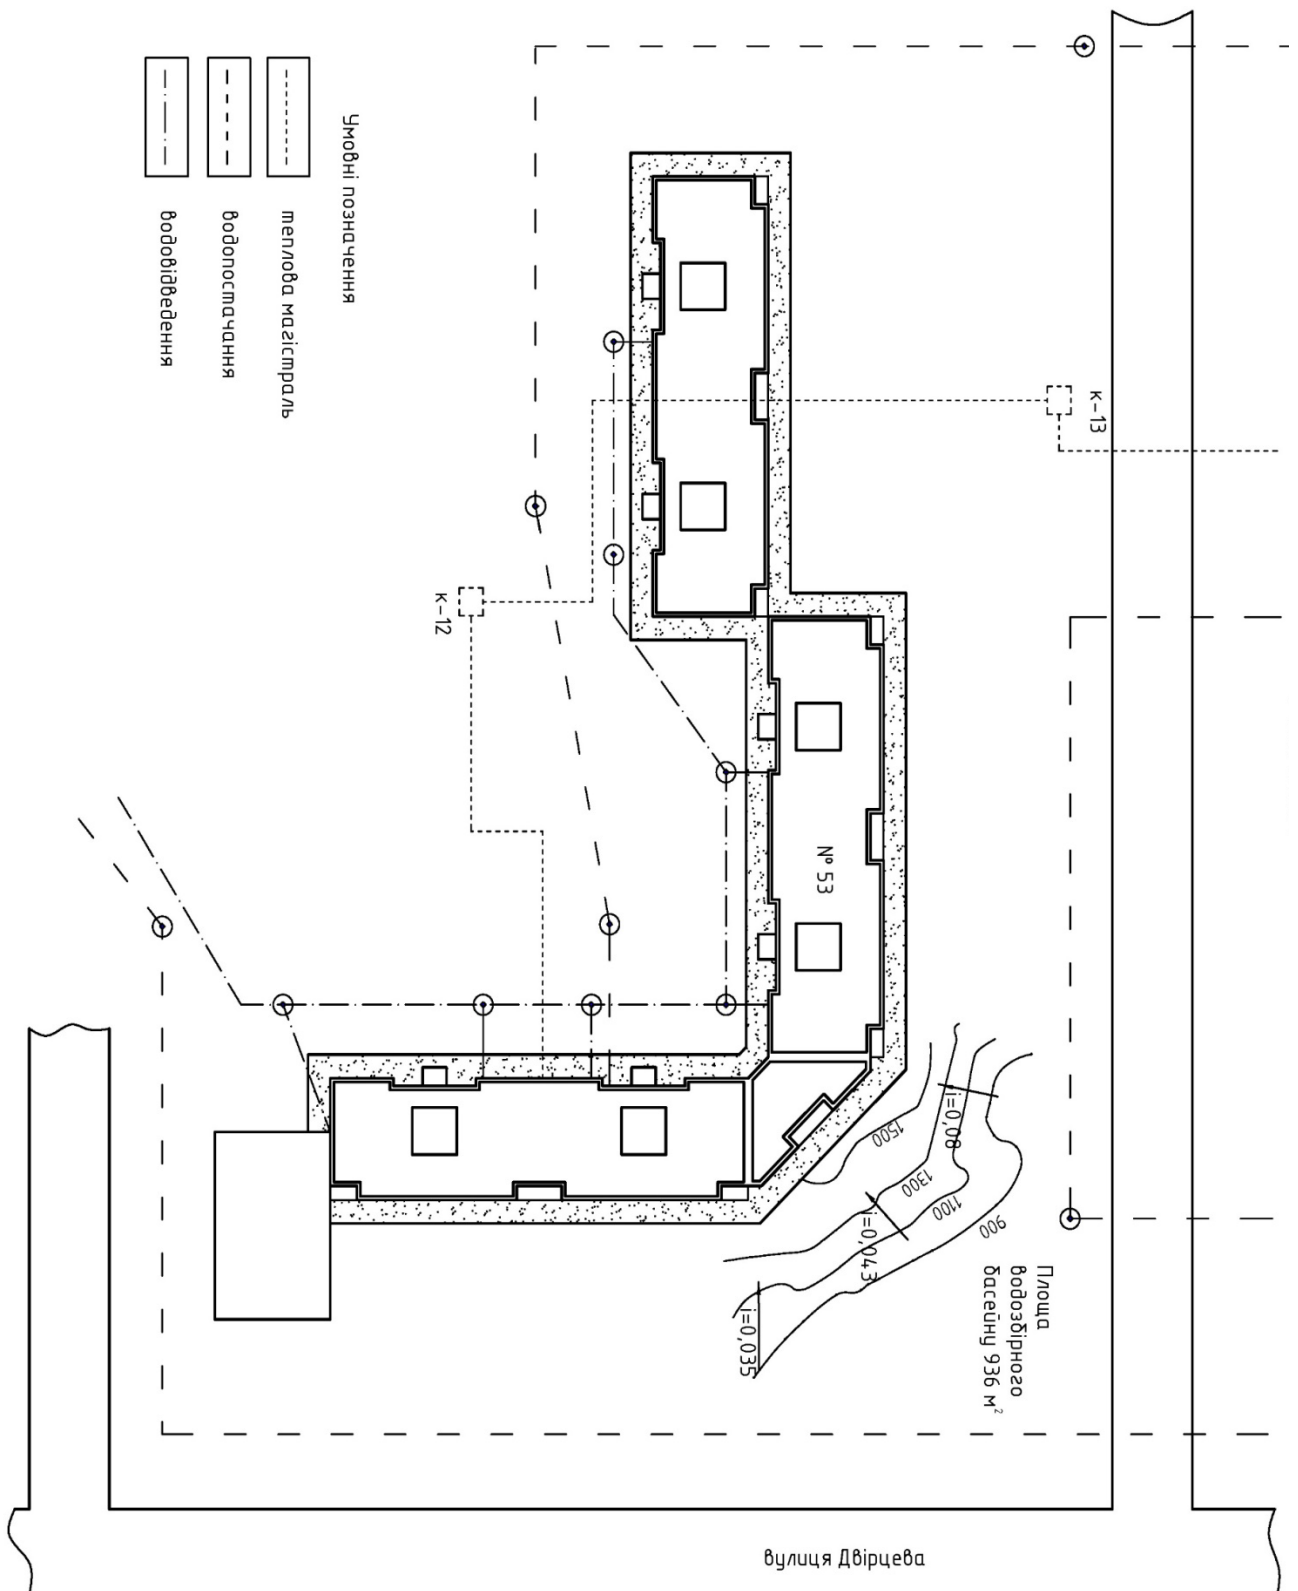 Умовні позначення
теплова магістраль
водопостачання
водовідведення
к-13
к-12
№ 53
i=0,08
1500
1300
1100
900
i=0,043
i=0,035
Площа
водозбірного
басейну 936 м²
вулиця Двірцева